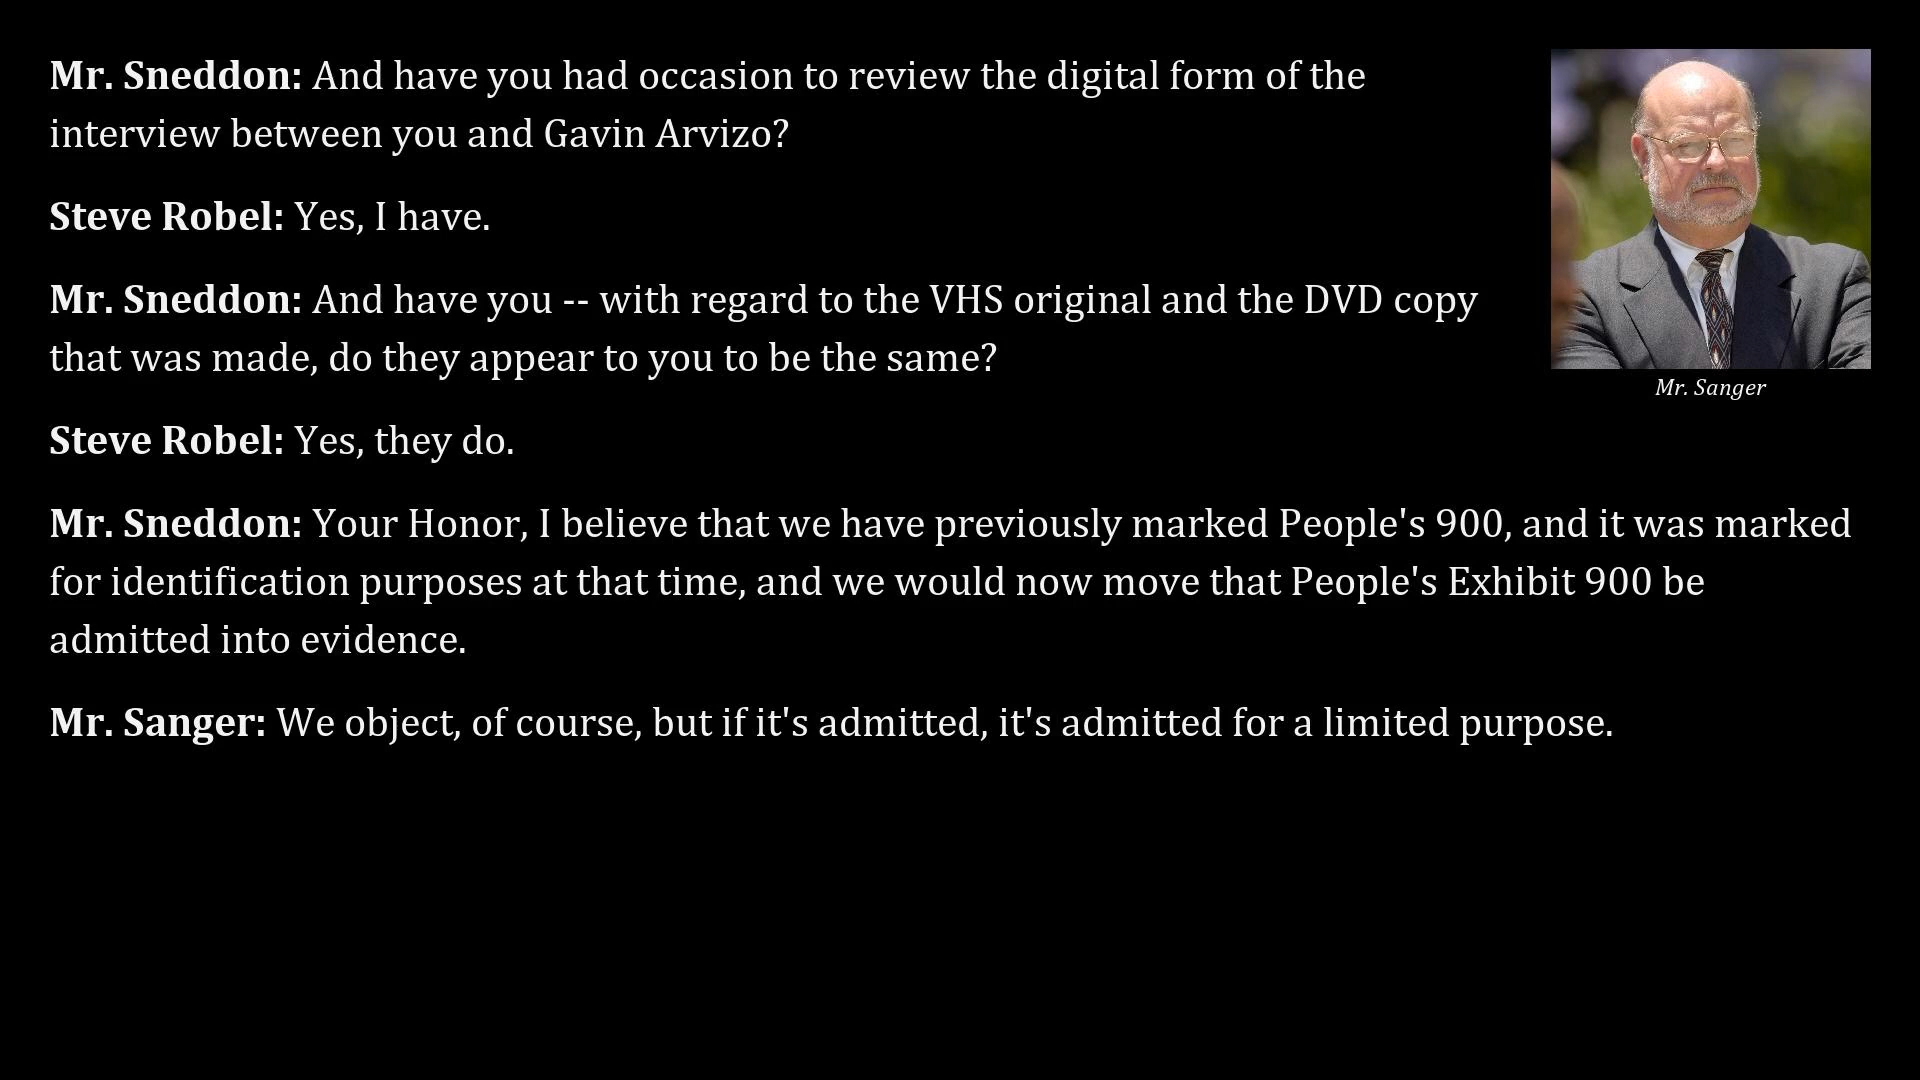 Mr. Sneddon: And have you had occasion to review the digital form of the
interview between you and Gavin Arvizo?
Steve Robel: Yes, I have.
Mr. Sneddon: And have you -- with regard to the VHS original and the DVD copy
that was made, do they appear to you to be the same?
Mr. Sanger
Steve Robel: Yes, they do.
Mr. Sneddon: Your Honor, I believe that we have previously marked People's 900, and it was marked
for identification purposes at that time, and we would now move that People's Exhibit 900 be
admitted into evidence.
Mr. Sanger: We object, of course, but if it's admitted, it's admitted for a limited purpose.